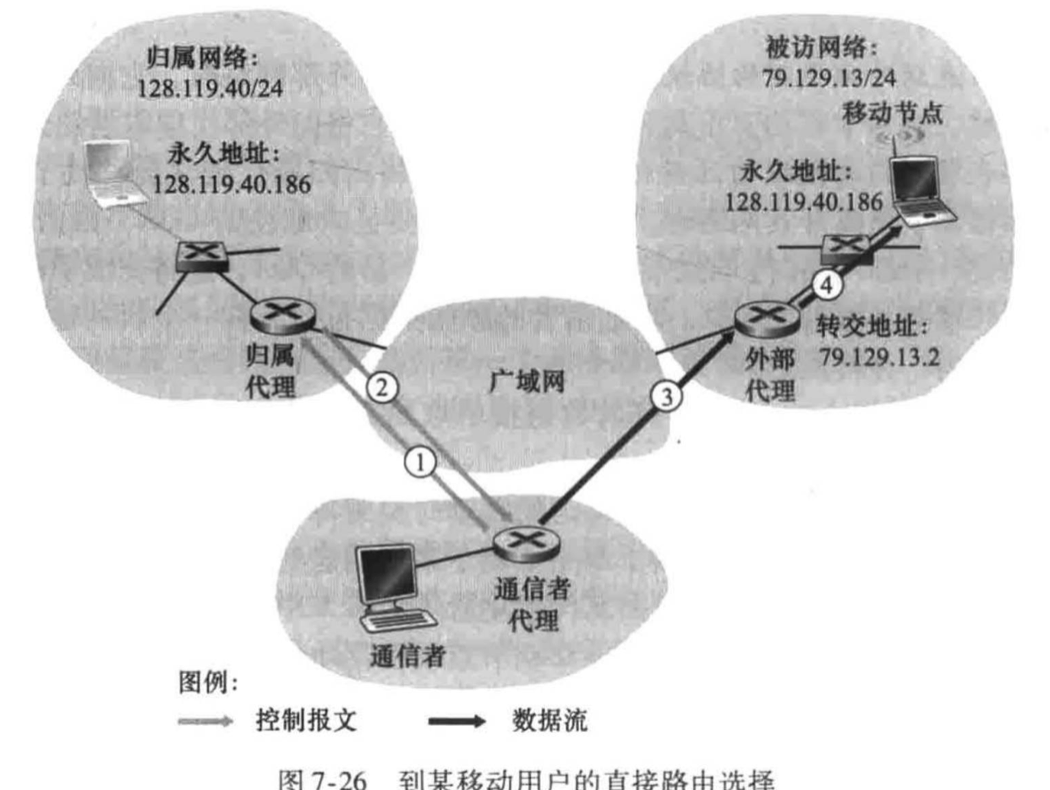 归属网络：
128.119.40/24
永久地址：
128.119.40.186
被访网络：
79.129.13/24
移动节点
永久地址：
128.119.40.186
④
归属
代理
②
广域网
③
外部
代理
转交地址：
79.129.13.2
①
通信者
代理
通信者
图例：
控制报文
数据流
图 7-26 到某移动用户的直接路由选择